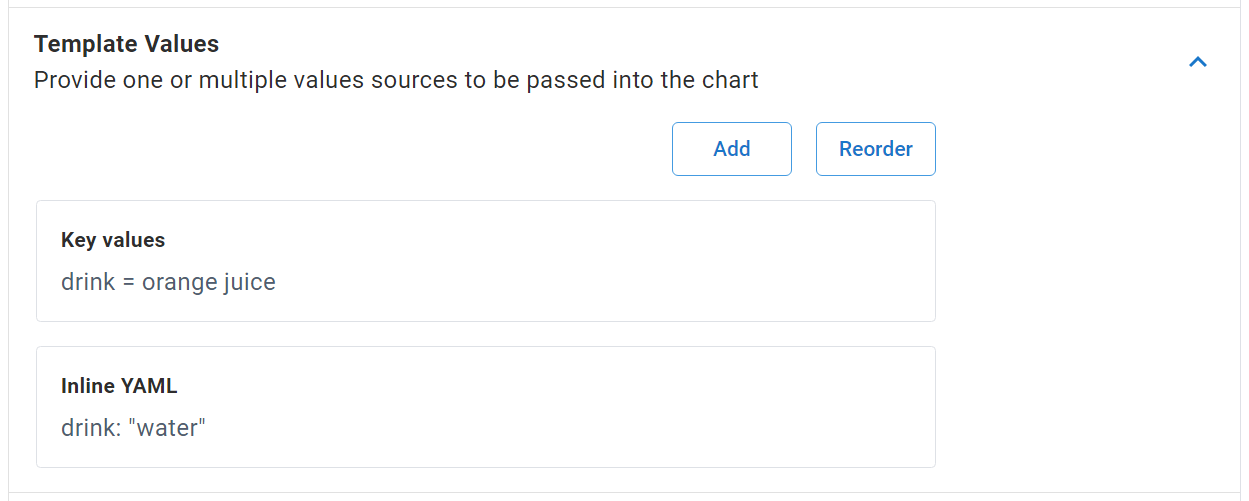 Template Values
Provide one or multiple values sources to be passed into the chart
Add Reorder
Key values
drink = orange juice
Inline YAML
drink: "water"